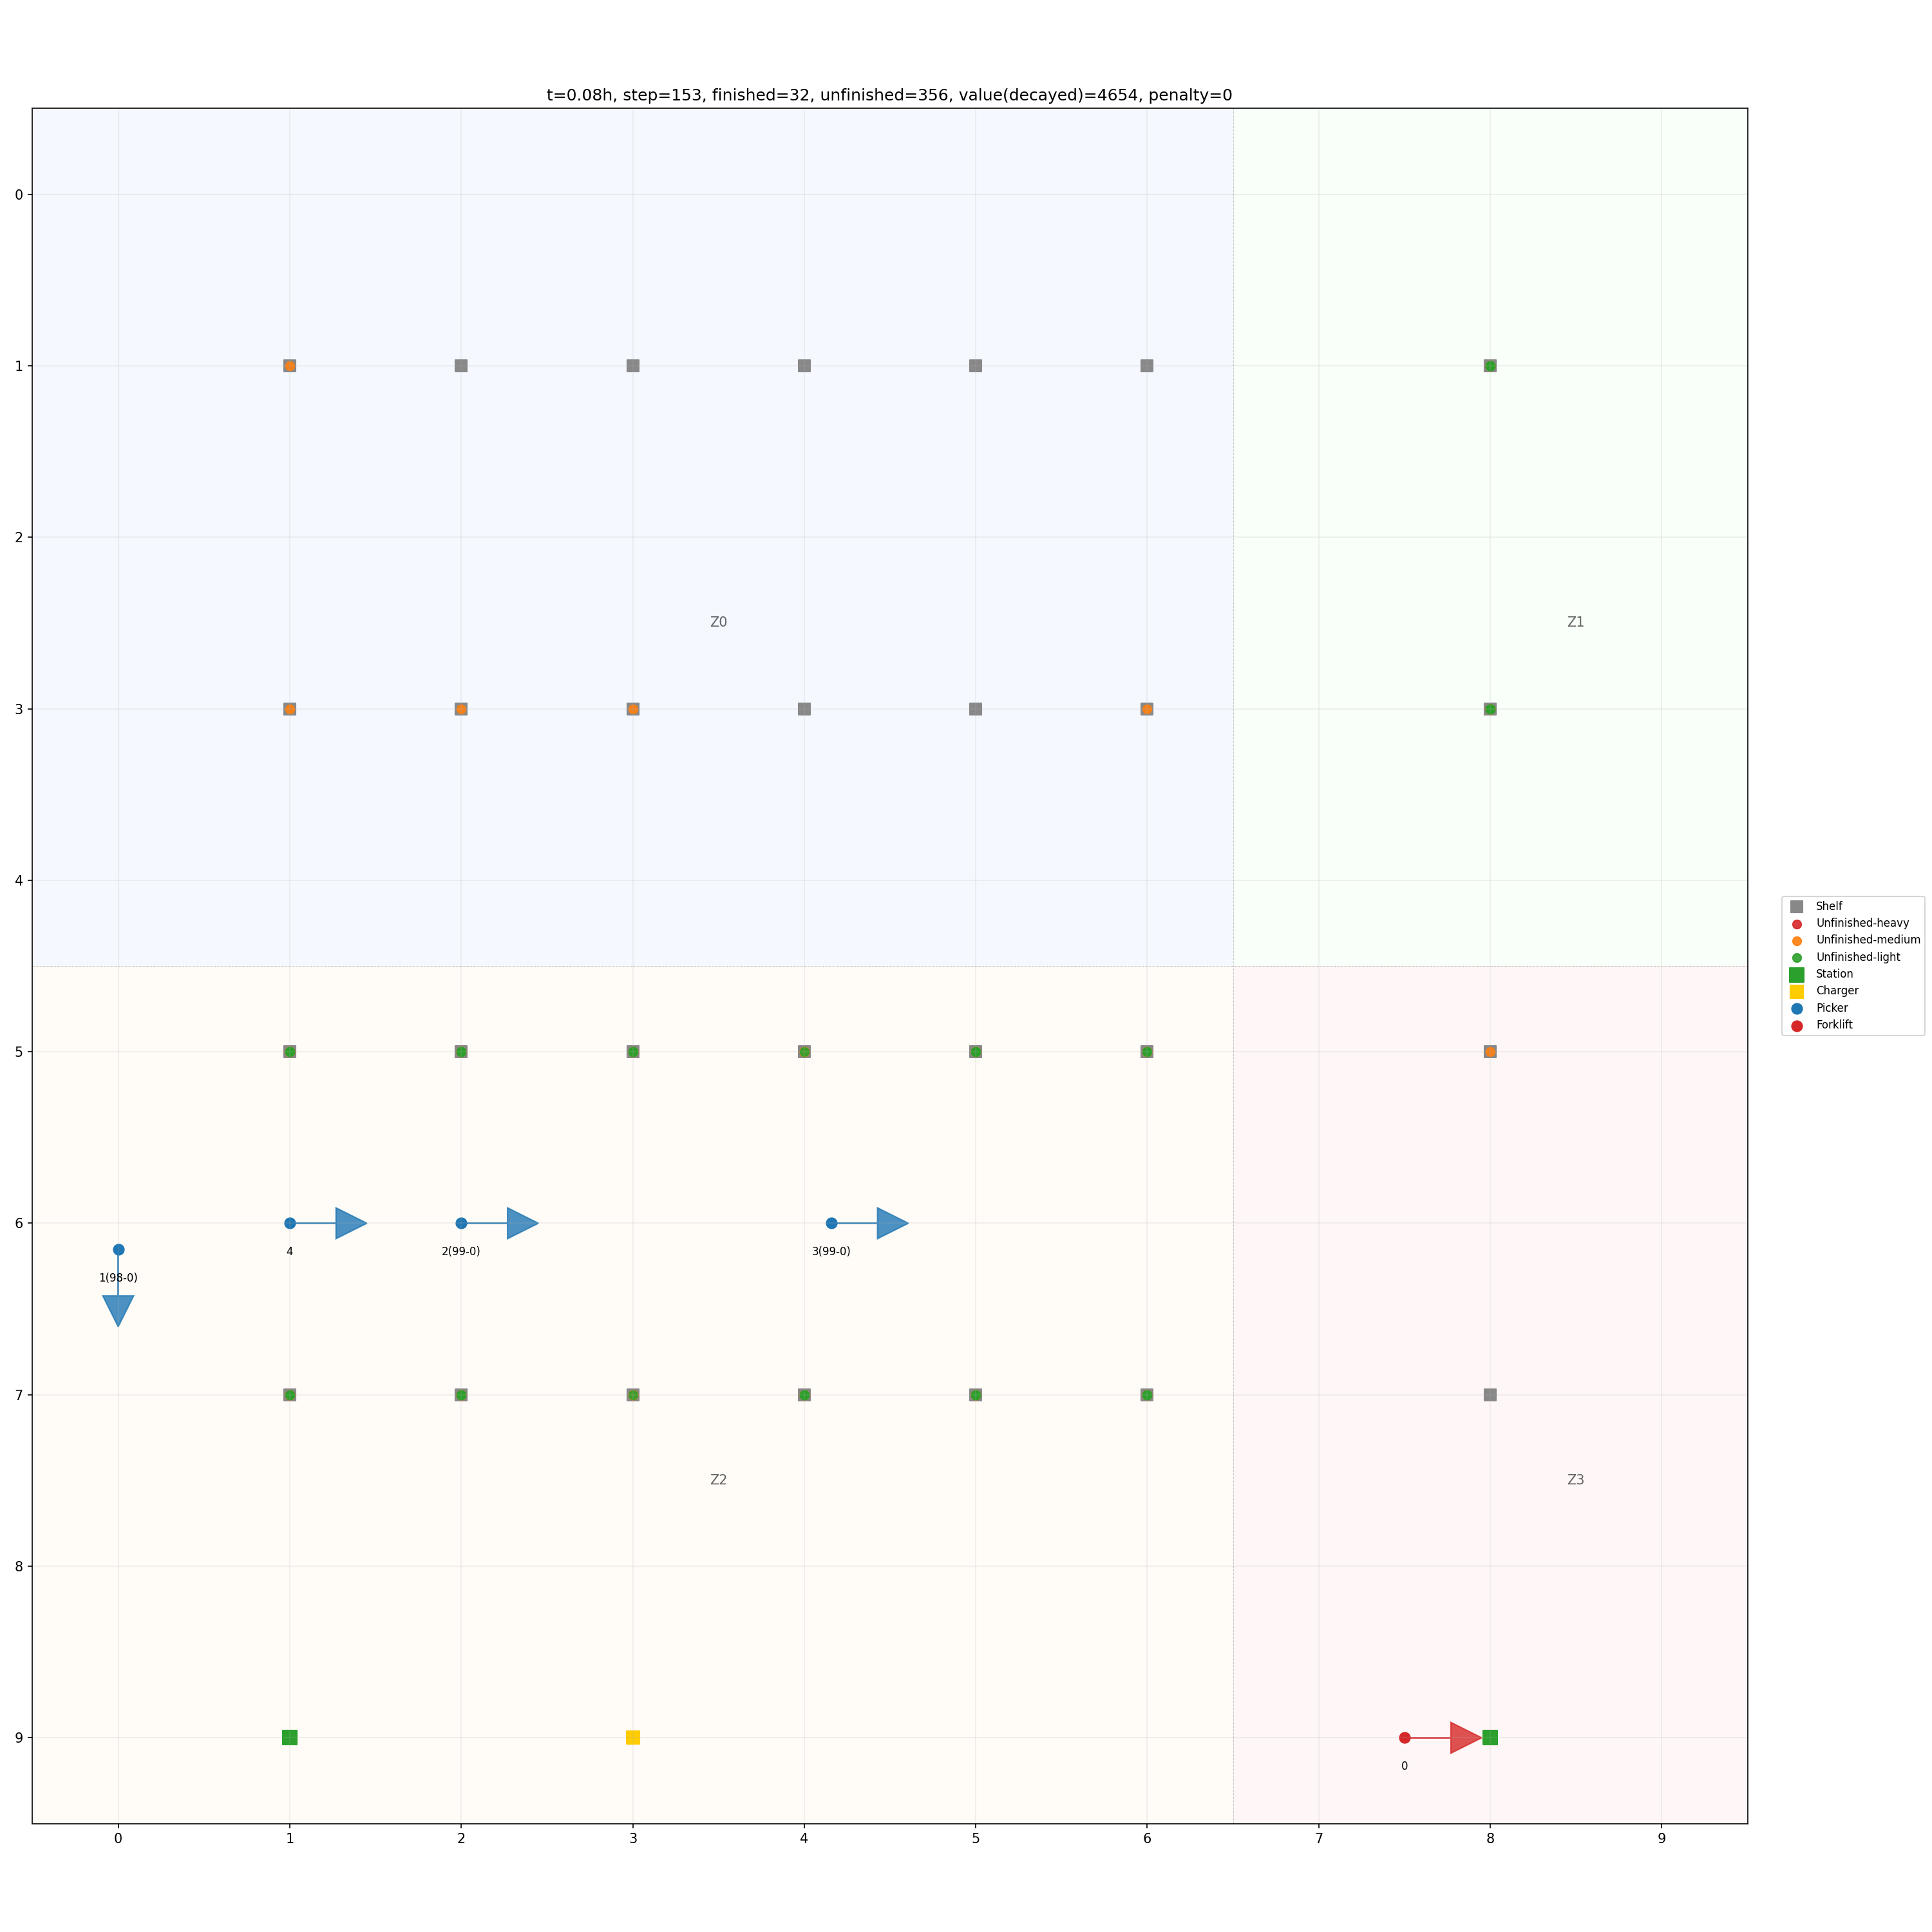 t=0.08h, step=153, finished=32, unfinished=356, value(decayed)=4654, penalty=0
0
1
2
Z0
Z1
3
4
Shelf
Unfinished-heavy
Unfinished-medium
Unfinished-light
Station
Charger
Picker
Forklift
5
6
4
2(99-0)
3(99-0)
1(98-0)
7
Z2
Z3
8
9
0
0 1 2 3 4 5 6 7 8 9